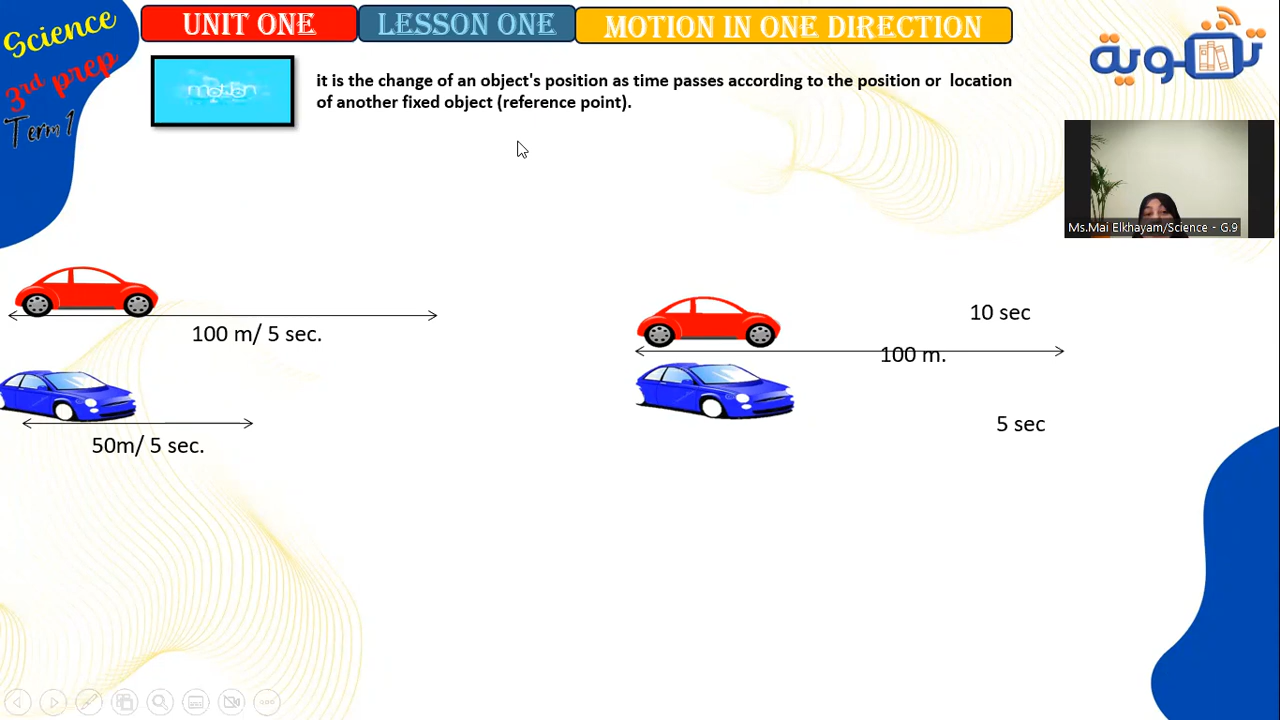 Science
3rd prep
Term 1
UNIT ONE
LESSON ONE
MOTION IN ONE DIRECTION
تقوية
motion
it is the change of an object's position as time passes according to the position or location
of another fixed object (reference point).
Ms.Mai Elkhayam/Science - G.9
100 m/ 5 sec.
50m/ 5 sec.
10 sec
100 m.
5 sec